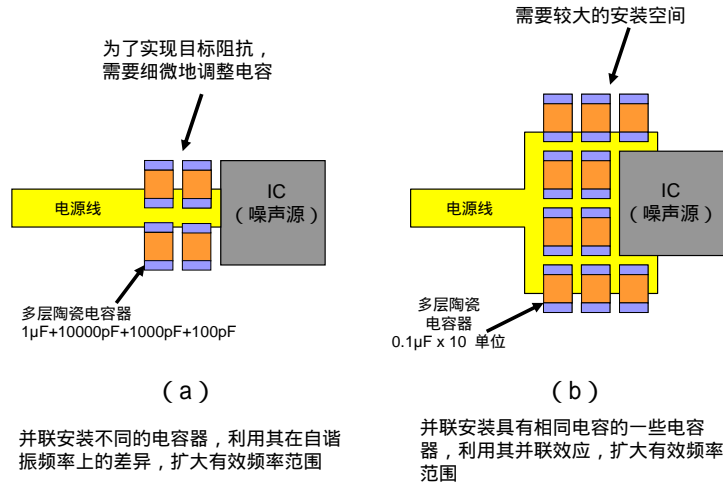 为了实现目标阻抗，
需要细微地调整电容
电源线
IC
（噪声源）
多层陶瓷电容器
1µF+10000pF+1000pF+100pF
（a）
并联安装不同的电容器，利用其在自谐
振频率上的差异，扩大有效频率范围
需要较大的安装空间
电源线
IC
（噪声源）
多层陶瓷
电容器
0.1µF x 10 单位
（b）
并联安装具有相同电容的一些电容
器，利用其并联效应，扩大有效频率
范围